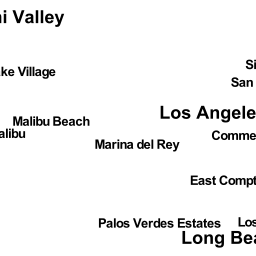 i Valley
Si
ke Village
San
Los Angele
Malibu Beach
alibu
Comme
Marina del Rey
East Compt
Palos Verdes Estates
Los
Long Bea